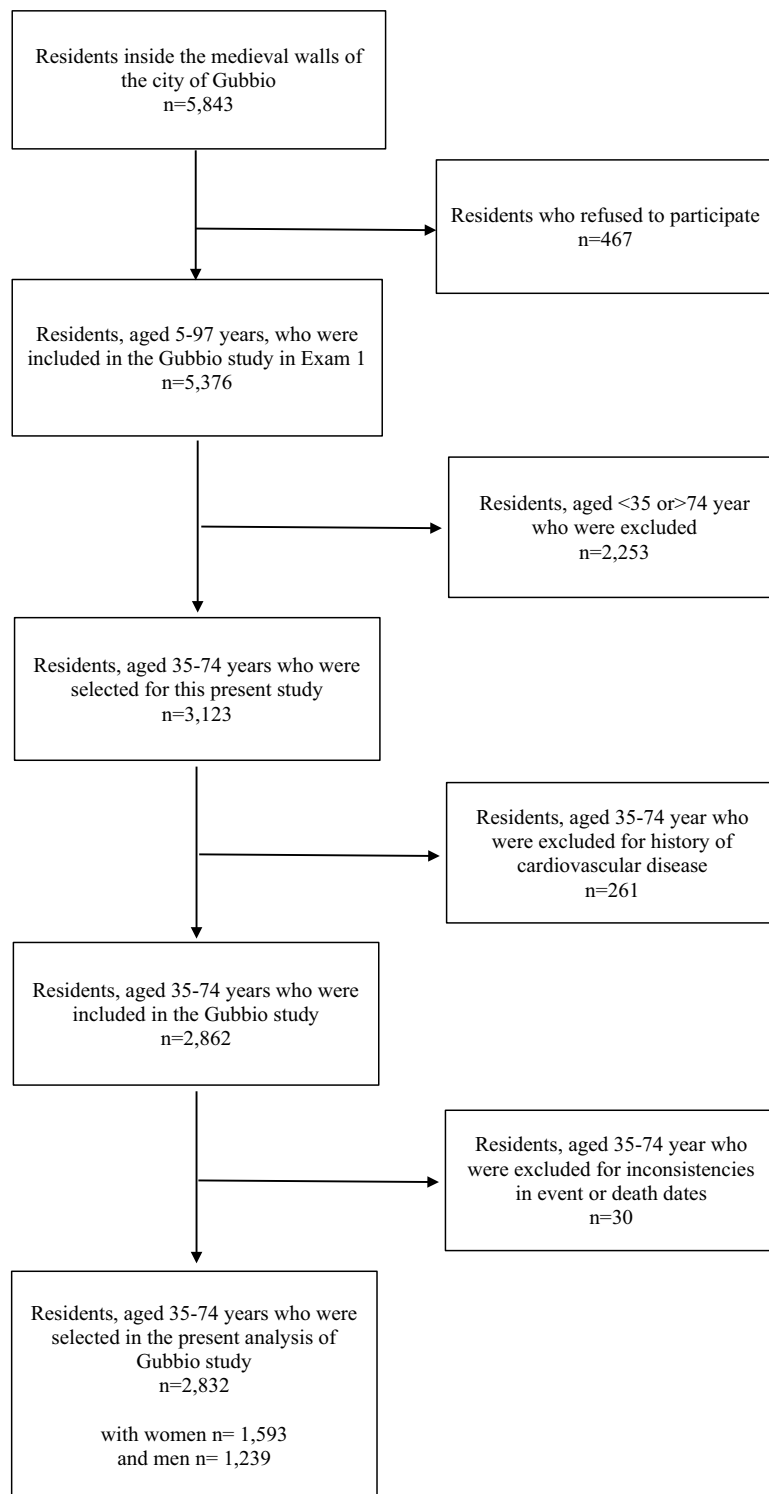 Residents inside the medieval walls of
the city of Gubbio
n=5,843
Residents who refused to participate
n=467
Residents, aged 5-97 years, who were
included in the Gubbio study in Exam 1
n=5,376
Residents, aged <35 or>74 year
who were excluded
n=2,253
Residents, aged 35-74 years who were
selected for this present study
n=3,123
Residents, aged 35-74 year who
were excluded for history of
cardiovascular disease
n=261
Residents, aged 35-74 years who were
included in the Gubbio study
n=2,862
Residents, aged 35-74 year who
were excluded for inconsistencies
in event or death dates
n=30
Residents, aged 35-74 years who were
selected in the present analysis of
Gubbio study
n=2,832
with women n= 1,593
and men n= 1,239